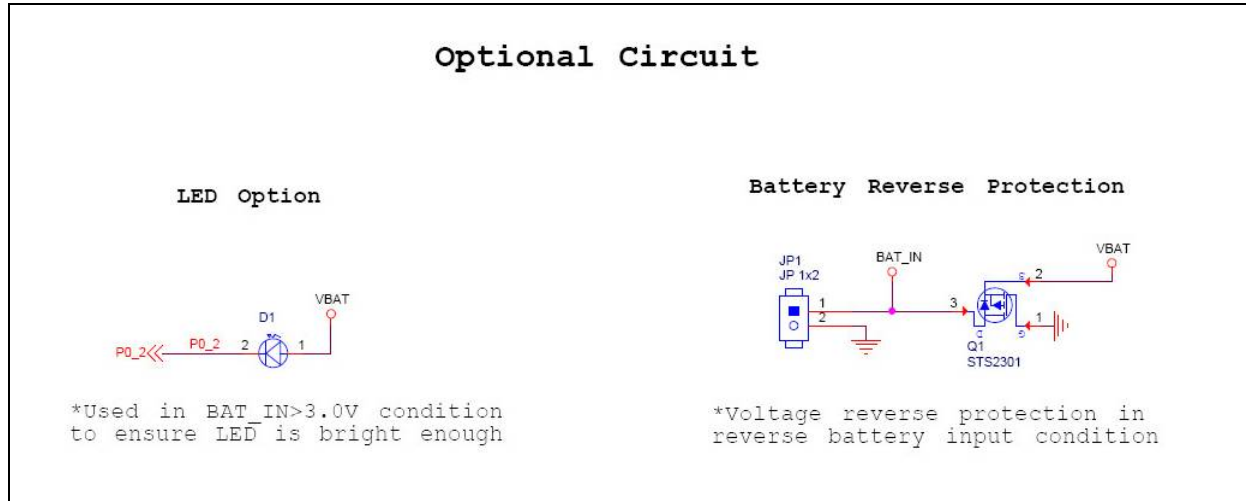 Optional Circuit
LED Option
VBAT
D1
P0_2
P0_2
2
1
*Used in BAT_IN>3.0V condition
to ensure LED is bright enough
Battery Reverse Protection
JP1
JP 1x2
BAT_IN
VBAT
1
2
3
S
2
D
G
1
Q1
STS2301
*Voltage reverse protection in
reverse battery input condition